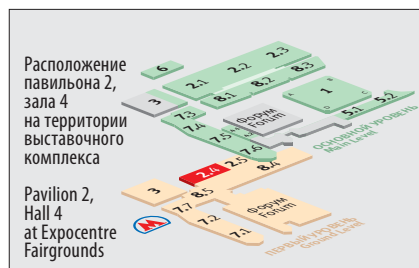 Расположение
павильона 2,
зала 4
на территории
выставочного
комплекса
Pavilion 2,
Hall 4
at Expocentre
Fairgrounds
6
2.1
2.2
2.3
8.1
8.2
8.3
3
7.3
7.4
7.5
7.6
Форум
Forum
1
5.1
5.2
ОСНОВНОЙ УРОВЕНЬ
Main Level
2.4
2.5
8.4
3
8.5
7.7
7.2
7.1
Форум
Forum
М
ПЕРВЫЙ УРОВЕНЬ
Ground Level